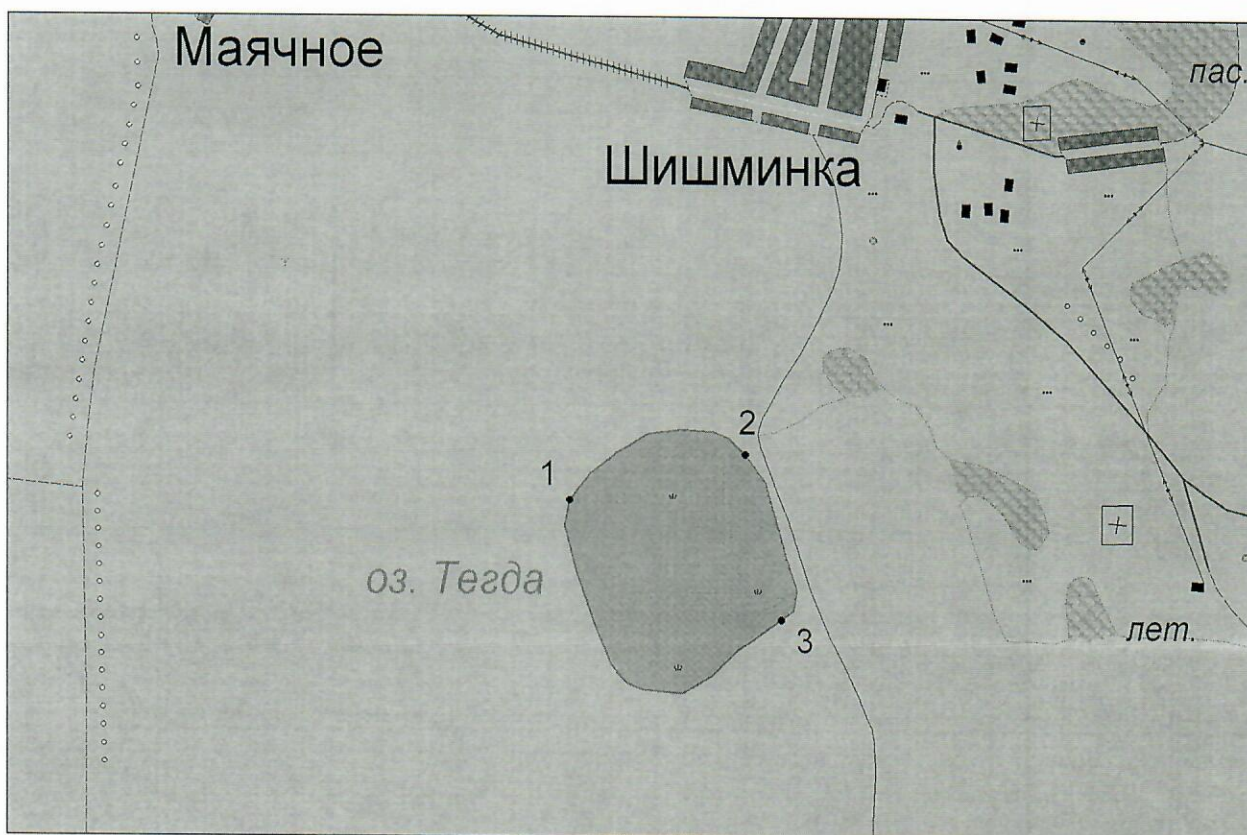 Маячное
пас.
Шишминка
2
1
оз. Тегда
3
лет.